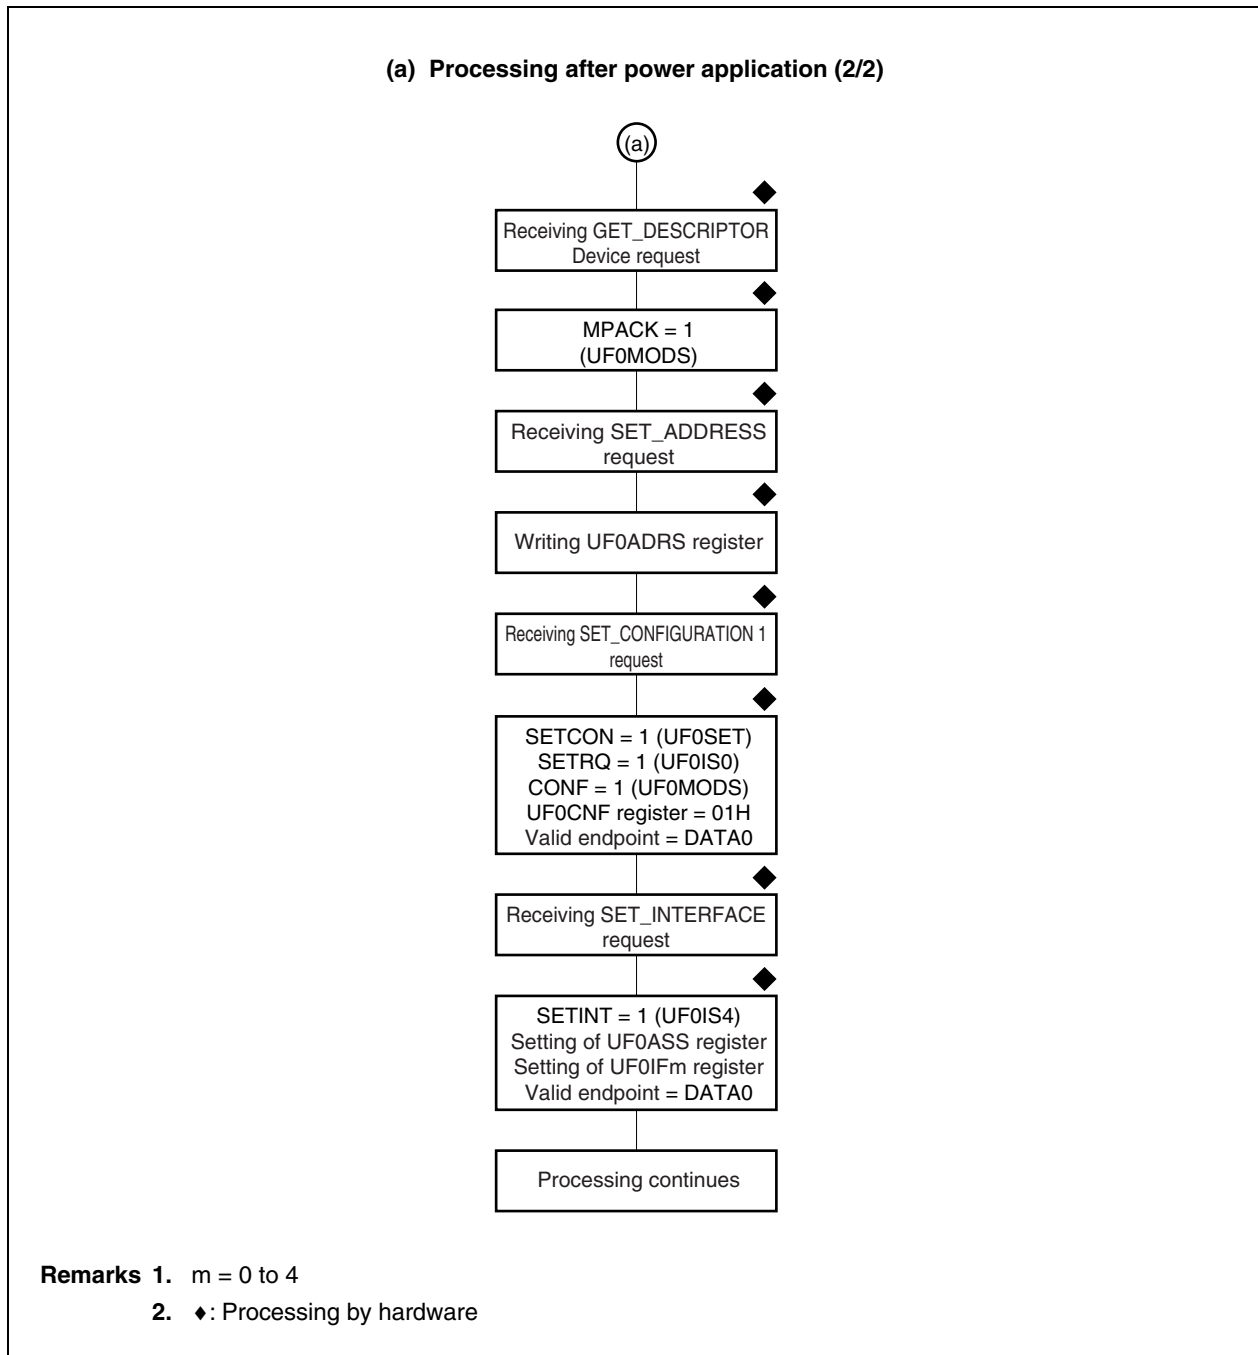 (a) Processing after power application (2/2)
(a)
Receiving GET_DESCRIPTOR
Device request
MPACK = 1
(UF0MODS)
Receiving SET_ADDRESS
request
Writing UF0ADRS register
Receiving SET_CONFIGURATION 1
request
SETCON = 1 (UF0SET)
SETRQ = 1 (UF0IS0)
CONF = 1 (UF0MODS)
UF0CNF register = 01H
Valid endpoint = DATA0
Receiving SET_INTERFACE
request
SETINT = 1 (UF0IS4)
Setting of UF0ASS register
Setting of UF0IFm register
Valid endpoint = DATA0
Processing continues
Remarks 1. m = 0 to 4
2. ♦: Processing by hardware